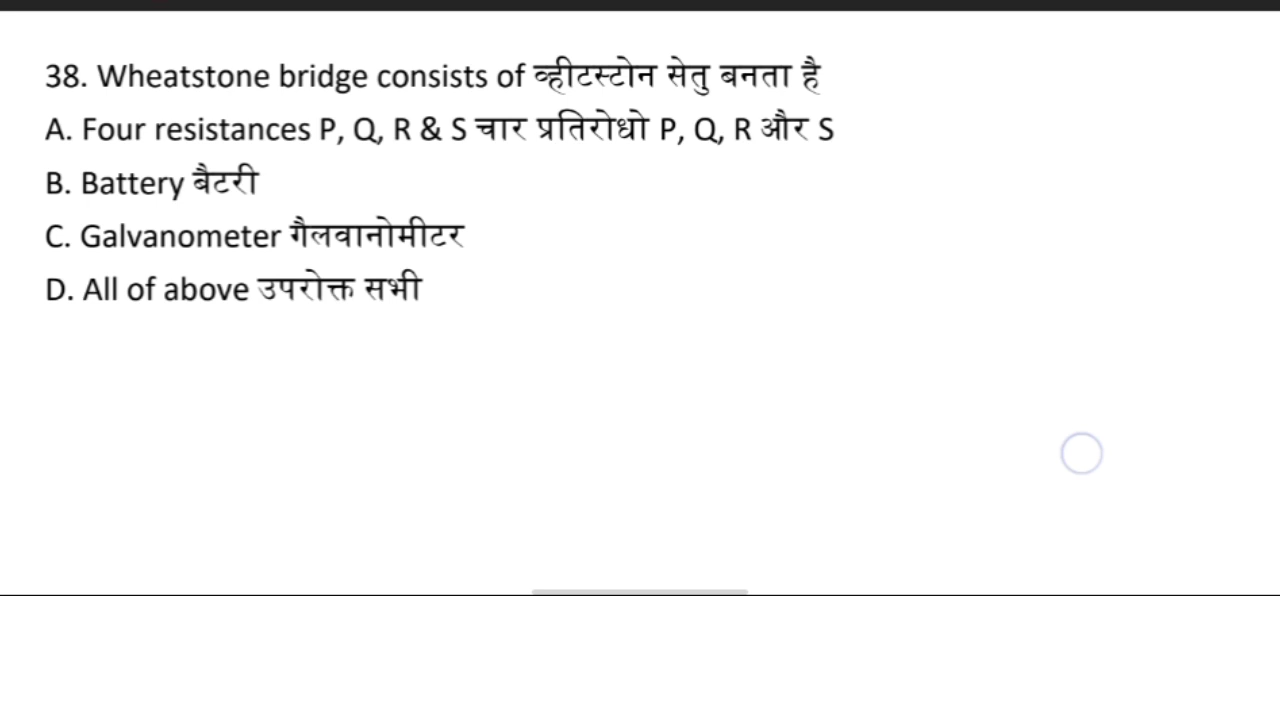 38. Wheatstone bridge consists of व्हीटस्टोन सेतु बनता है
A. Four resistances P, Q, R & S चार प्रतिरोधो P, Q, R और S
B. Battery बैटरी
C. Galvanometer गैलवानोमीटर
D. All of above उपरोक्त सभी